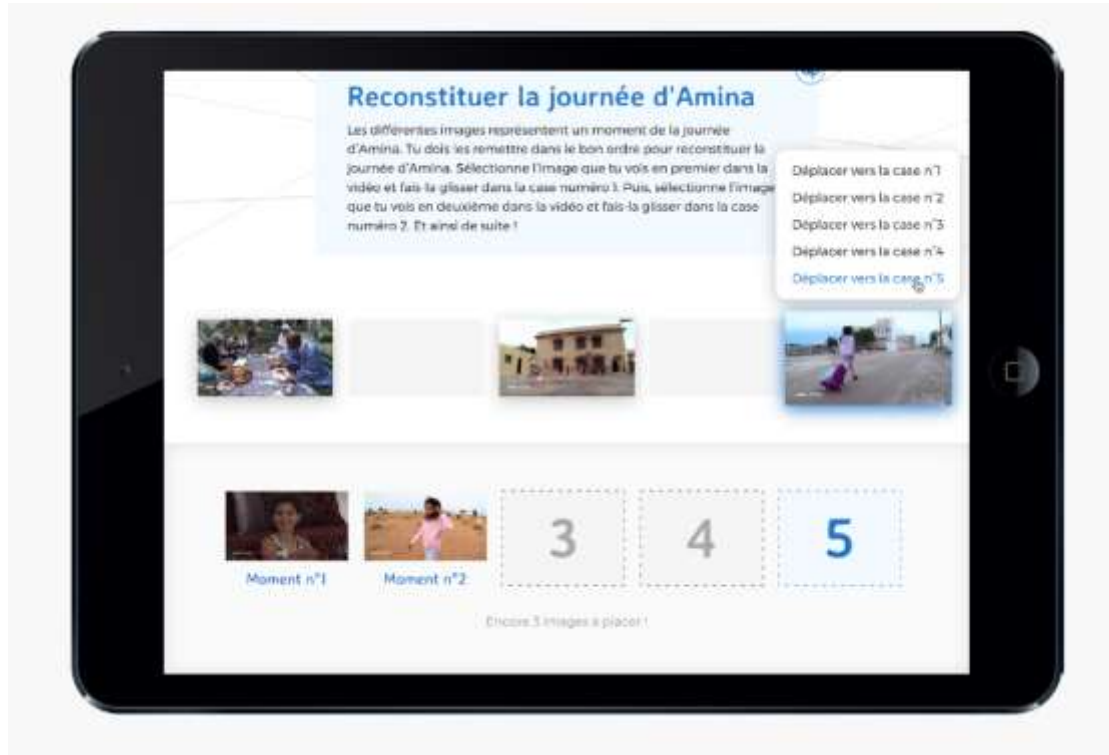 Reconstituer la journée d'Amina
Les différentes images représentent un moment de la journée
d'Amina. Tu dois les remettre dans le bon ordre pour reconstituer la
journée d'Amina. Sélectionne l'image que tu vois en premier dans la
vidéo et fais-la glisser dans la case numéro 1. Puis, sélectionne l'image
que tu vois en deuxième dans la vidéo et fais-la glisser dans la case
numéro 2. Et ainsi de suite !
Déplacer vers la case n°1
Déplacer vers la case n°2
Déplacer vers la case n°3
Déplacer vers la case n°4
Déplacer vers la case n°5
3
4
5
Moment n°1
Moment n°2
Encore 3 images à placer !